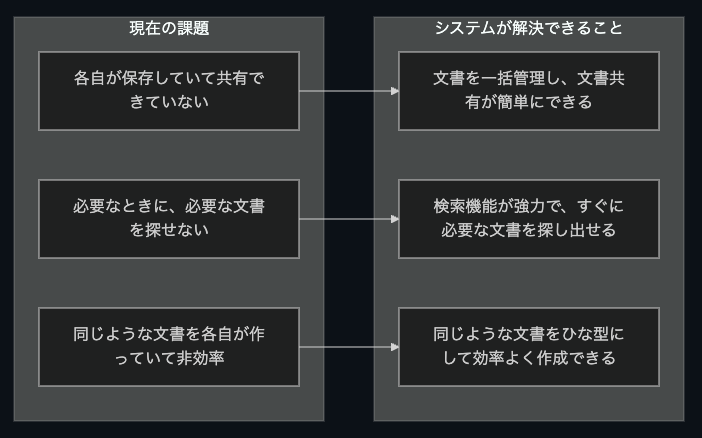 現在の課題
システムが解決できること
各自が保存していて共有で
きていない
文書を一括管理し、文書共
有が簡単にできる
必要なときに、必要な文書
を探せない
検索機能が強力で、すぐに
必要な文書を探し出せる
同じような文書を各自が作
っていて非効率
同じような文書をひな型に
して効率よく作成できる